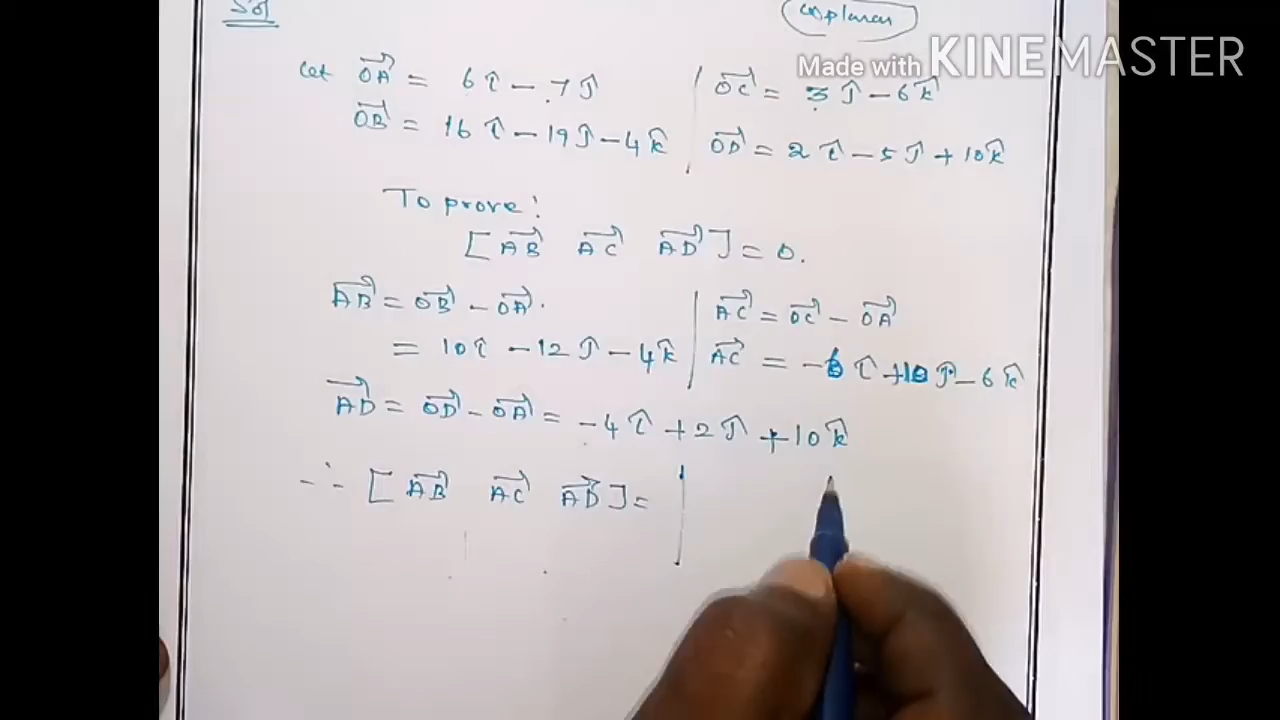 Soln
coplanar
Made with KINEMASTER
let OA⃗ = 6î - 7ĵ
OB⃗ = 16î - 19ĵ - 4k̂
OC⃗ = 3ĵ - 6k̂
OD⃗ = 2î - 5ĵ + 10k̂
To prove:
[AB⃗ AC⃗ AD⃗] = 0.
AB⃗ = OB⃗ - OA⃗.
= 10î - 12ĵ - 4k̂
AC⃗ = OC⃗ - OA⃗
AC⃗ = -6î + 10ĵ - 6k̂
AD⃗ = OD⃗ - OA⃗ = -4î + 2ĵ + 10k̂
∴ [AB⃗ AC⃗ AD⃗] = |